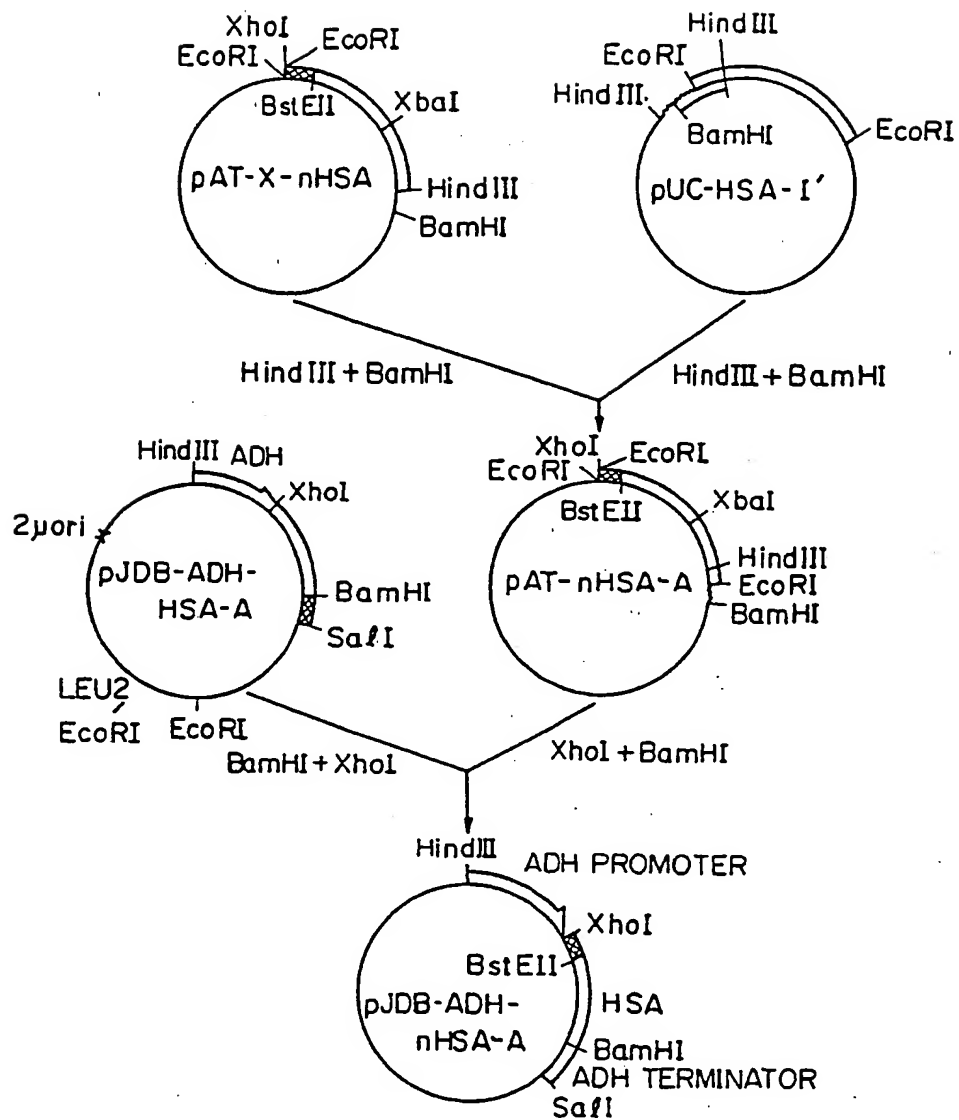 XhoI
EcoRI
EcoRI
BstEII
XbaI
pAT-X-nHSA
HindIII
BamHI
HindIII
EcoRI
HindIII
BamHI
EcoRI
pUC-HSA-I′
HindIII+BamHI
HindIII+BamHI
HindIII
ADH
XhoI
2μori
pJDB-ADH-
HSA-A
BamHI
SalI
LEU2
EcoRI
EcoRI
XhoI
EcoRI
EcoRI
BstEII
XbaI
pAT-nHSA-A
HindIII
EcoRI
BamHI
BamHI+XhoI
XhoI+BamHI
HindIII
ADH PROMOTER
XhoI
BstEII
pJDB-ADH-
nHSA-A
HSA
BamHI
ADH TERMINATOR
SalI